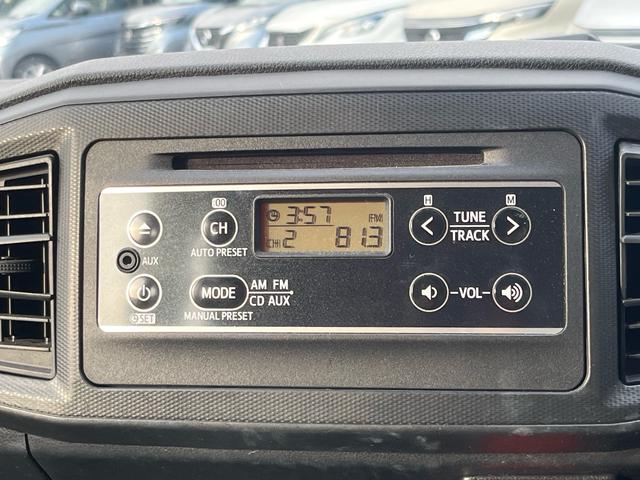 :00
H
M
CH
3:57
FM
CH 2 81.3
TUNE
TRACK
AUTO PRESET
AUX
MODE
AM FM
CD AUX
VOL
SET
MANUAL PRESET